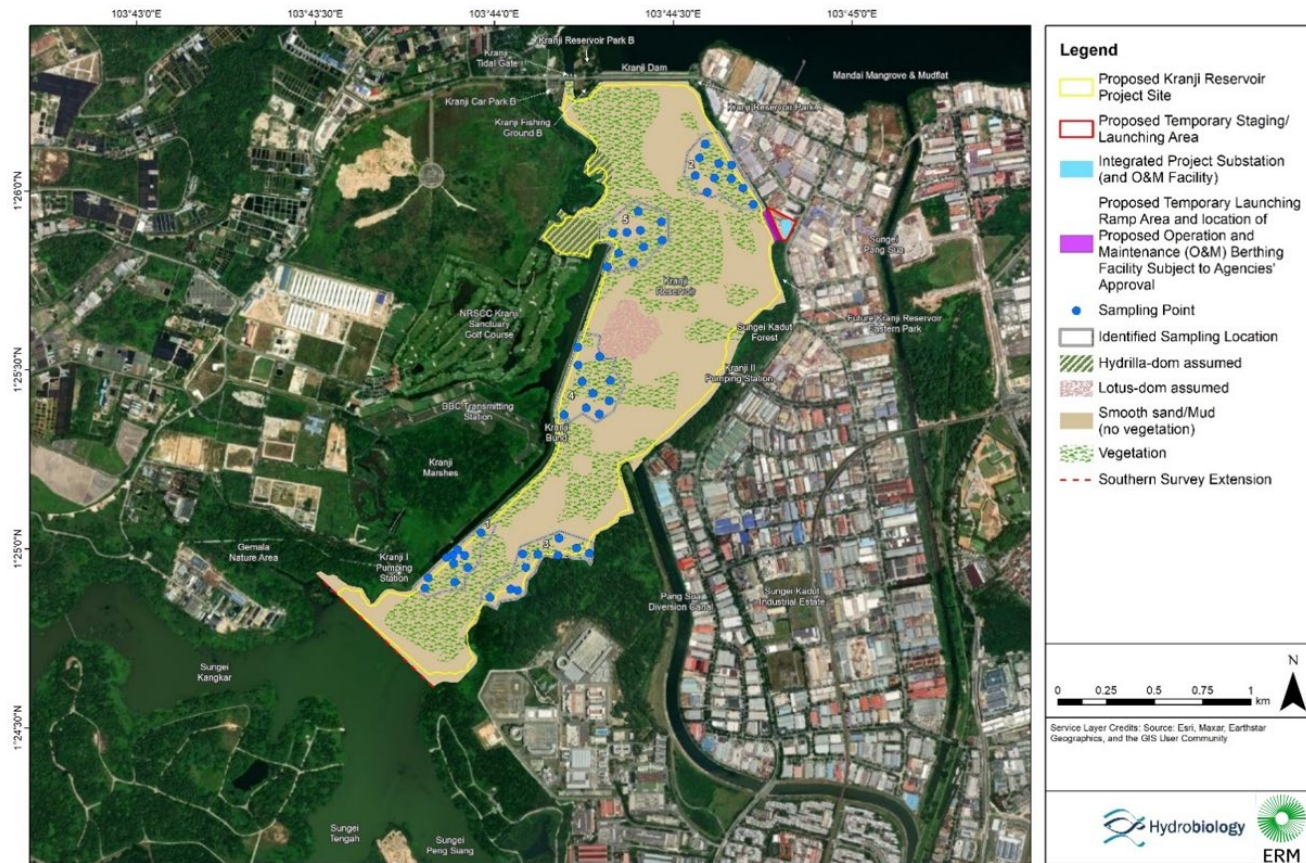 103°43'0"E
103°43'30"E
103°44'0"E
103°44'30"E
103°45'0"E
1°26'0"N
1°25'30"N
1°25'0"N
1°24'30"N
Kranji Reservoir Park B
Kranji
Tidal Gate
Kranji Dam
Mandai Mangrove & Mudflat
Kranji Car Park B
Kranji Reservoir Park A
Kranji Fishing
Ground B
2
5
Sungei
Pang Sua
Kranji
Reservoir
NRSCC Kranji
Sanctuary
Golf Course
Future Kranji Reservoir
Eastern Park
Sungei Kadut
Forest
Kranji II
Pumping Station
4
BBC Transmitting
Station
Kranji
Bund
Kranji
Marshes
1
3
Gemala
Nature Area
Kranji I
Pumping
Station
Pang Sua
Diversion Canal
Sungei Kadut
Industrial Estate
Sungei
Kangkar
Sungei
Tengah
Sungei
Peng Siang
Legend
Proposed Kranji Reservoir
Project Site
Proposed Temporary Staging/
Launching Area
Integrated Project Substation
(and O&M Facility)
Proposed Temporary Launching
Ramp Area and location of
Proposed Operation and
Maintenance (O&M) Berthing
Facility Subject to Agencies'
Approval
Sampling Point
Identified Sampling Location
Hydrilla-dom assumed
Lotus-dom assumed
Smooth sand/Mud
(no vegetation)
Vegetation
Southern Survey Extension
N
0 0.25 0.5 0.75 1
km
Service Layer Credits: Source: Esri, Maxar, Earthstar
Geographics, and the GIS User Community
Hydrobiology
ERM